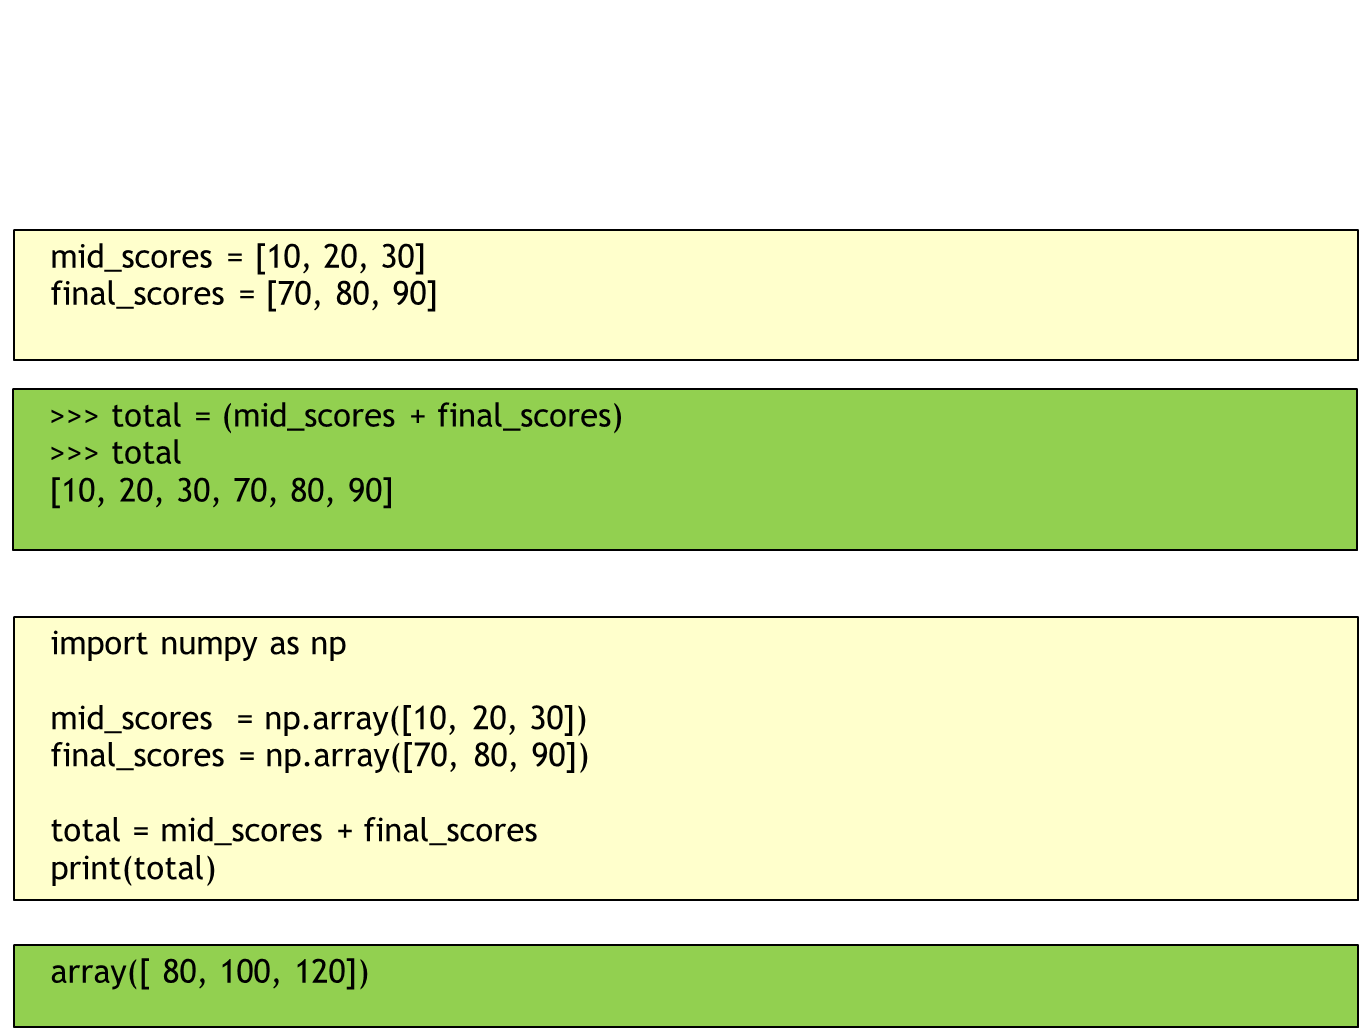 mid_scores = [10, 20, 30]
final_scores = [70, 80, 90]
>>> total = (mid_scores + final_scores)
>>> total
[10, 20, 30, 70, 80, 90]
import numpy as np
mid_scores  = np.array([10, 20, 30])
final_scores = np.array([70, 80, 90])
total = mid_scores + final_scores
print(total)
array([ 80, 100, 120])